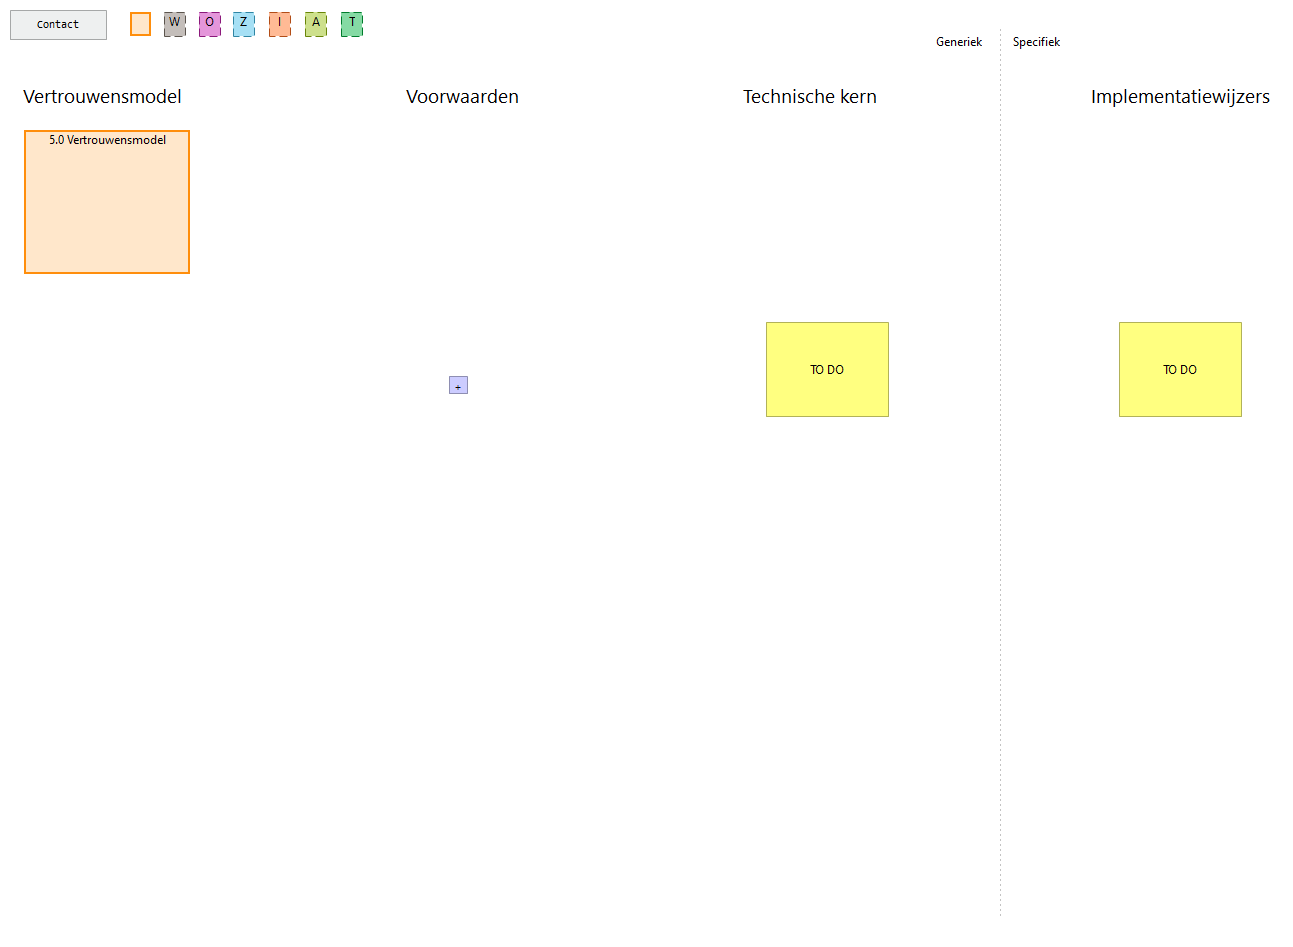 Contact
W O Z I A T
Generiek Specifiek
Vertrouwensmodel Voorwaarden Technische kern Implementatiewijzers
5.0 Vertrouwensmodel
TO DO TO DO
+